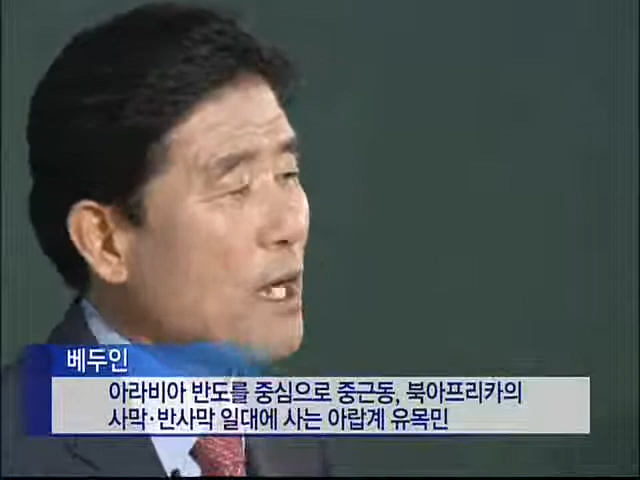 베두인
아라비아 반도를 중심으로 중근동, 북아프리카의
사막·반사막 일대에 사는 아랍계 유목민